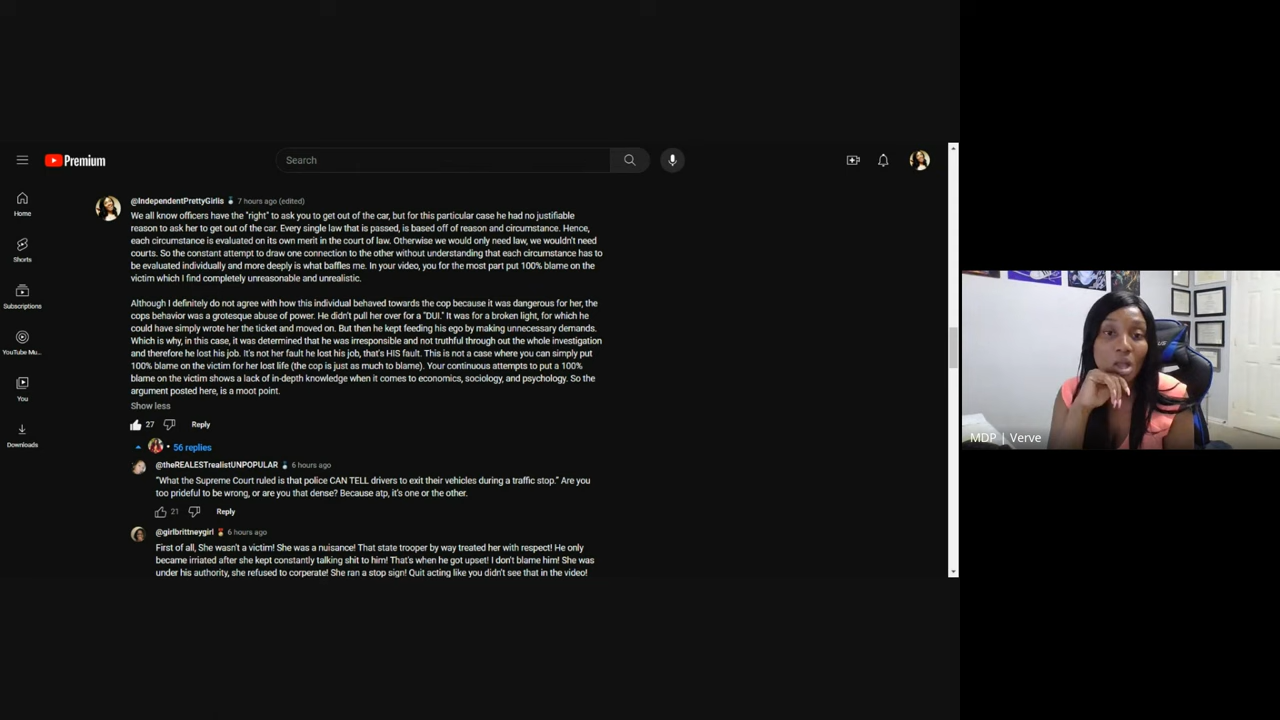 Premium
Search
Home
Shorts
Subscriptions
YouTube Mu...
You
Downloads
@IndependentPrettyGirlis 7 hours ago (edited)
We all know officers have the "right" to ask you to get out of the car, but for this particular case he had no justifiable
reason to ask her to get out of the car. Every single law that is passed, is based off of reason and circumstance. Hence,
each circumstance is evaluated on its own merit in the court of law. Otherwise we would only need law, we wouldn't need
courts. So the constant attempt to draw one connection to the other without understanding that each circumstance has to
be evaluated individually and more deeply is what baffles me. In your video, you for the most part put 100% blame on the
victim which I find completely unreasonable and unrealistic.
Although I definitely do not agree with how this individual behaved towards the cop because it was dangerous for her, the
cops behavior was a grotesque abuse of power. He didn't pull her over for a "DUI." It was for a broken light, for which he
could have simply wrote her the ticket and moved on. But then he kept feeding his ego by making unnecessary demands.
Which is why, in this case, it was determined that he was irresponsible and not truthful through out the whole investigation
and therefore he lost his job. It's not her fault he lost his job, that's HIS fault. This is not a case where you can simply put
100% blame on the victim for her lost life (the cop is just as much to blame). Your continuous attempts to put a 100%
blame on the victim shows a lack of in-depth knowledge when it comes to economics, sociology, and psychology. So the
argument posted here, is a moot point.
Show less
27 Reply
56 replies
@theREALESTrealistUNPOPULAR 6 hours ago
"What the Supreme Court ruled is that police CAN TELL drivers to exit their vehicles during a traffic stop." Are you
too prideful to be wrong, or are you that dense? Because atp, it's one or the other.
21 Reply
@girlbrittneygirl 6 hours ago
First of all, She wasn't a victim! She was a nuisance! That state trooper by way treated her with respect! He only
became irriated after she kept constantly talking shit to him! That's when he got upset! I don't blame him! She was
under his authority, she refused to corperate! She ran a stop sign! Quit acting like you didn't see that in the video!
MDP | Verve